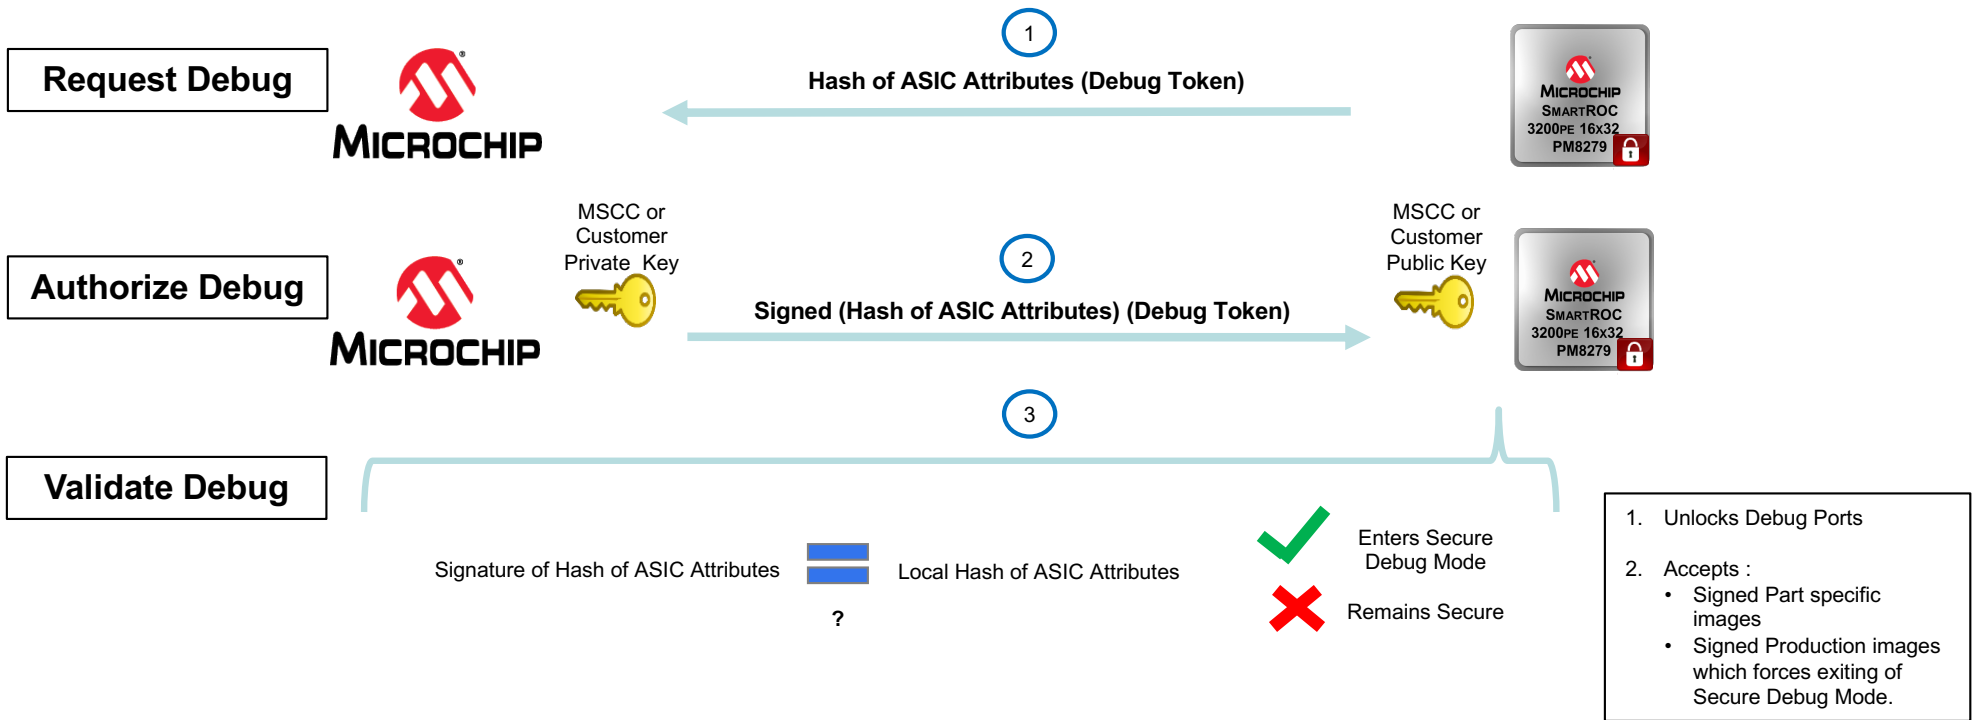 1
Request Debug
MICROCHIP
Hash of ASIC Attributes (Debug Token)
MICROCHIP
SMARTROC
3200PE 16X32
PM8279
MSCC or
Customer
Private Key
MSCC or
Customer
Public Key
2
Authorize Debug
MICROCHIP
Signed (Hash of ASIC Attributes) (Debug Token)
MICROCHIP
SMARTROC
3200PE 16X32
PM8279
3
Validate Debug
Signature of Hash of ASIC Attributes
?
Local Hash of ASIC Attributes
Enters Secure
Debug Mode
Remains Secure
1. Unlocks Debug Ports
2. Accepts :
• Signed Part specific
images
• Signed Production images
which forces exiting of
Secure Debug Mode.